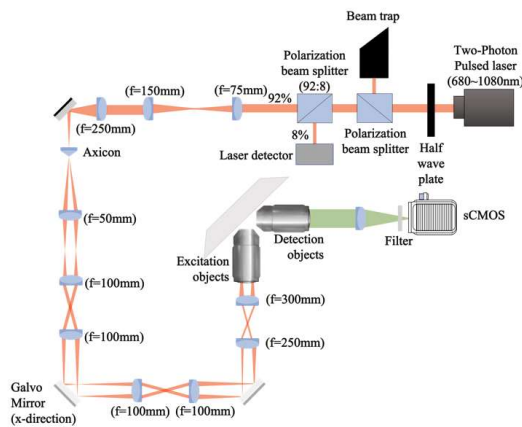 Beam trap
Polarization
beam splitter
(92:8)
Two-Photon
Pulsed laser
(680~1080nm)
(f=150mm)
(f=75mm)
92%
(f=250mm)
8%
Laser detector
Polarization
beam splitter
Half
wave
plate
Axicon
(f=50mm)
sCMOS
Filter
Detection
objects
Excitation
objects
(f=100mm)
(f=300mm)
(f=100mm)
(f=250mm)
Galvo
Mirror
(x-direction)
(f=100mm)
(f=100mm)